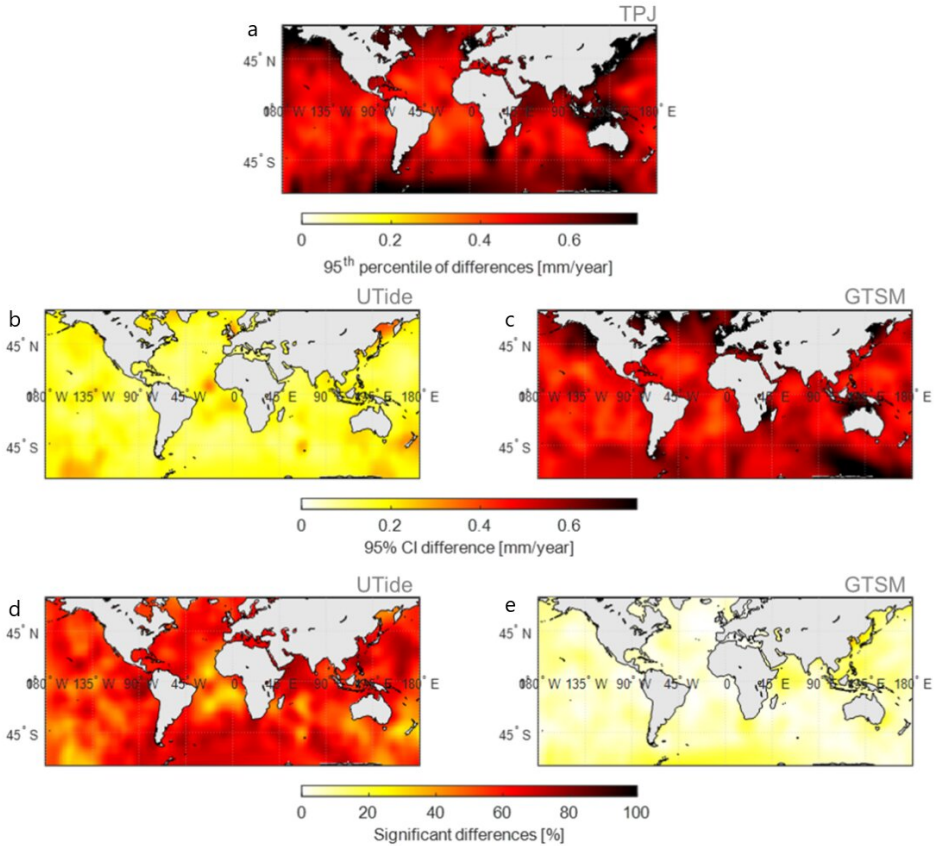 a
TPJ
45° N
180° W 135° W 90° W 45° W 0 45° E 90° E 135° E 180° E
45° S
0 0.2 0.4 0.6
95th percentile of differences [mm/year]
b
UTide
45° N
180° W 135° W 90° W 45° W 0 45° E 90° E 135° E 180° E
45° S
c
GTSM
45° N
180° W 135° W 90° W 45° W 0 45° E 90° E 135° E 180° E
45° S
0 0.2 0.4 0.6
95% CI difference [mm/year]
d
UTide
45° N
180° W 135° W 90° W 45° W 0 45° E 90° E 135° E 180° E
45° S
e
GTSM
45° N
180° W 135° W 90° W 45° W 0 45° E 90° E 135° E 180° E
45° S
0 20 40 60 80 100
Significant differences [%]